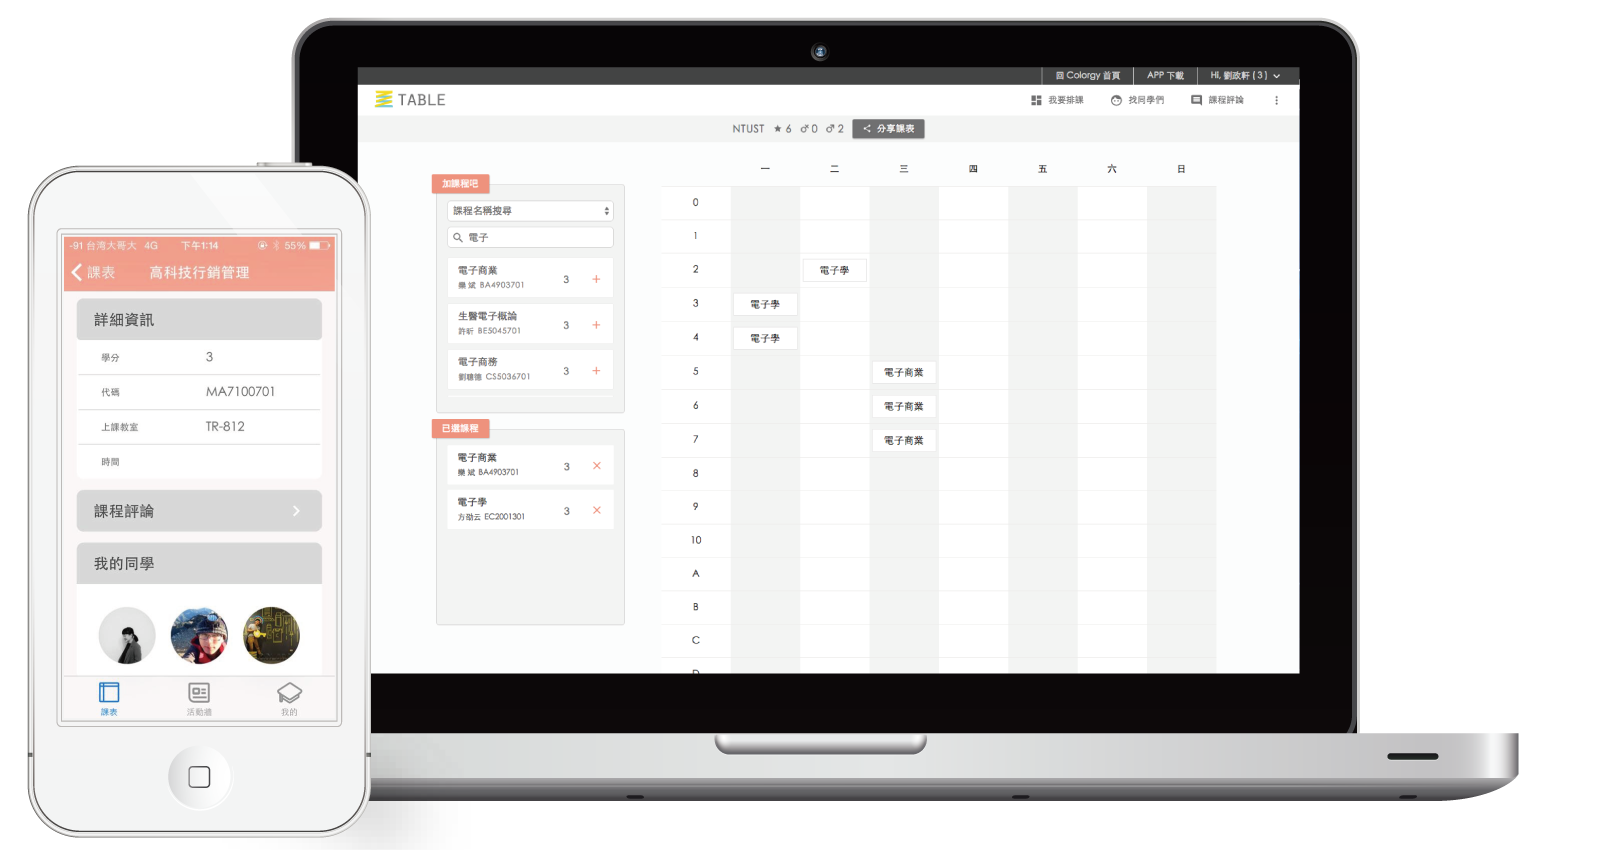 -91 台湾大哥大 4G 下午1:14 55%
課表 高科技行銷管理
詳細資訊
學分 3
代碼 MA7100701
上課教室 TR-812
時間
課程評論
我的同學
課表 活動牆 我的
回 Colorgy 首頁 APP 下載 Hi, 劉政軒 ( 3 )
TABLE
我要排課 找同學們 課程評論
NTUST ★ 6 ♂ 0 ♂ 2 分享課表
加課程吧
課程名稱搜尋
電子
電子商業
欒 斌 BA4903701 3 +
生醫電子概論
許昕 BE5045701 3 +
電子商務
劉聰德 CS5036701 3 +
已選課程
電子商業
欒 斌 BA4903701 3 ×
電子學
方劭云 EC2001301 3 ×
一 二 三 四 五 六 日
0
1
2 電子學
3 電子學
4 電子學
5 電子商業
6 電子商業
7 電子商業
8
9
10
A
B
C
D